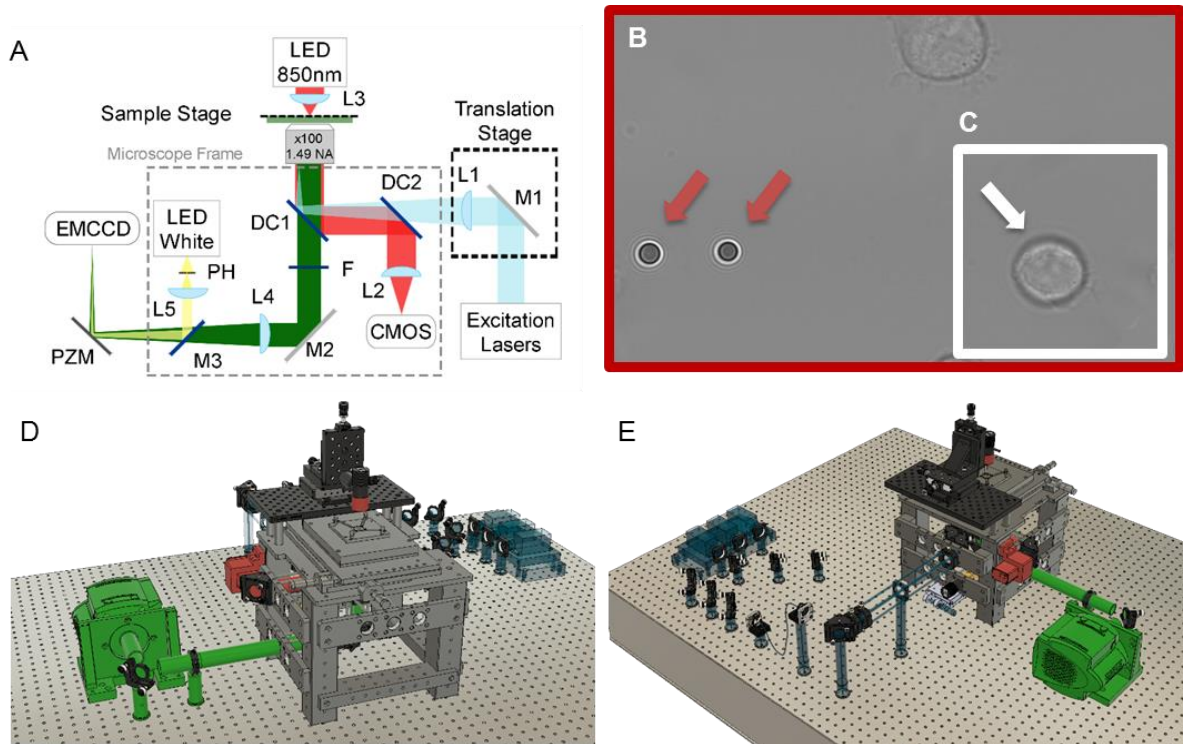 A
LED
850nm
L3
Sample Stage
x100
1.49 NA
Microscope Frame
Translation
Stage
L1
M1
DC2
DC1
EMCCD
LED
White
PH
L5
L4
F
L2
CMOS
Excitation
Lasers
PZM
M3
M2
B
C
D
E